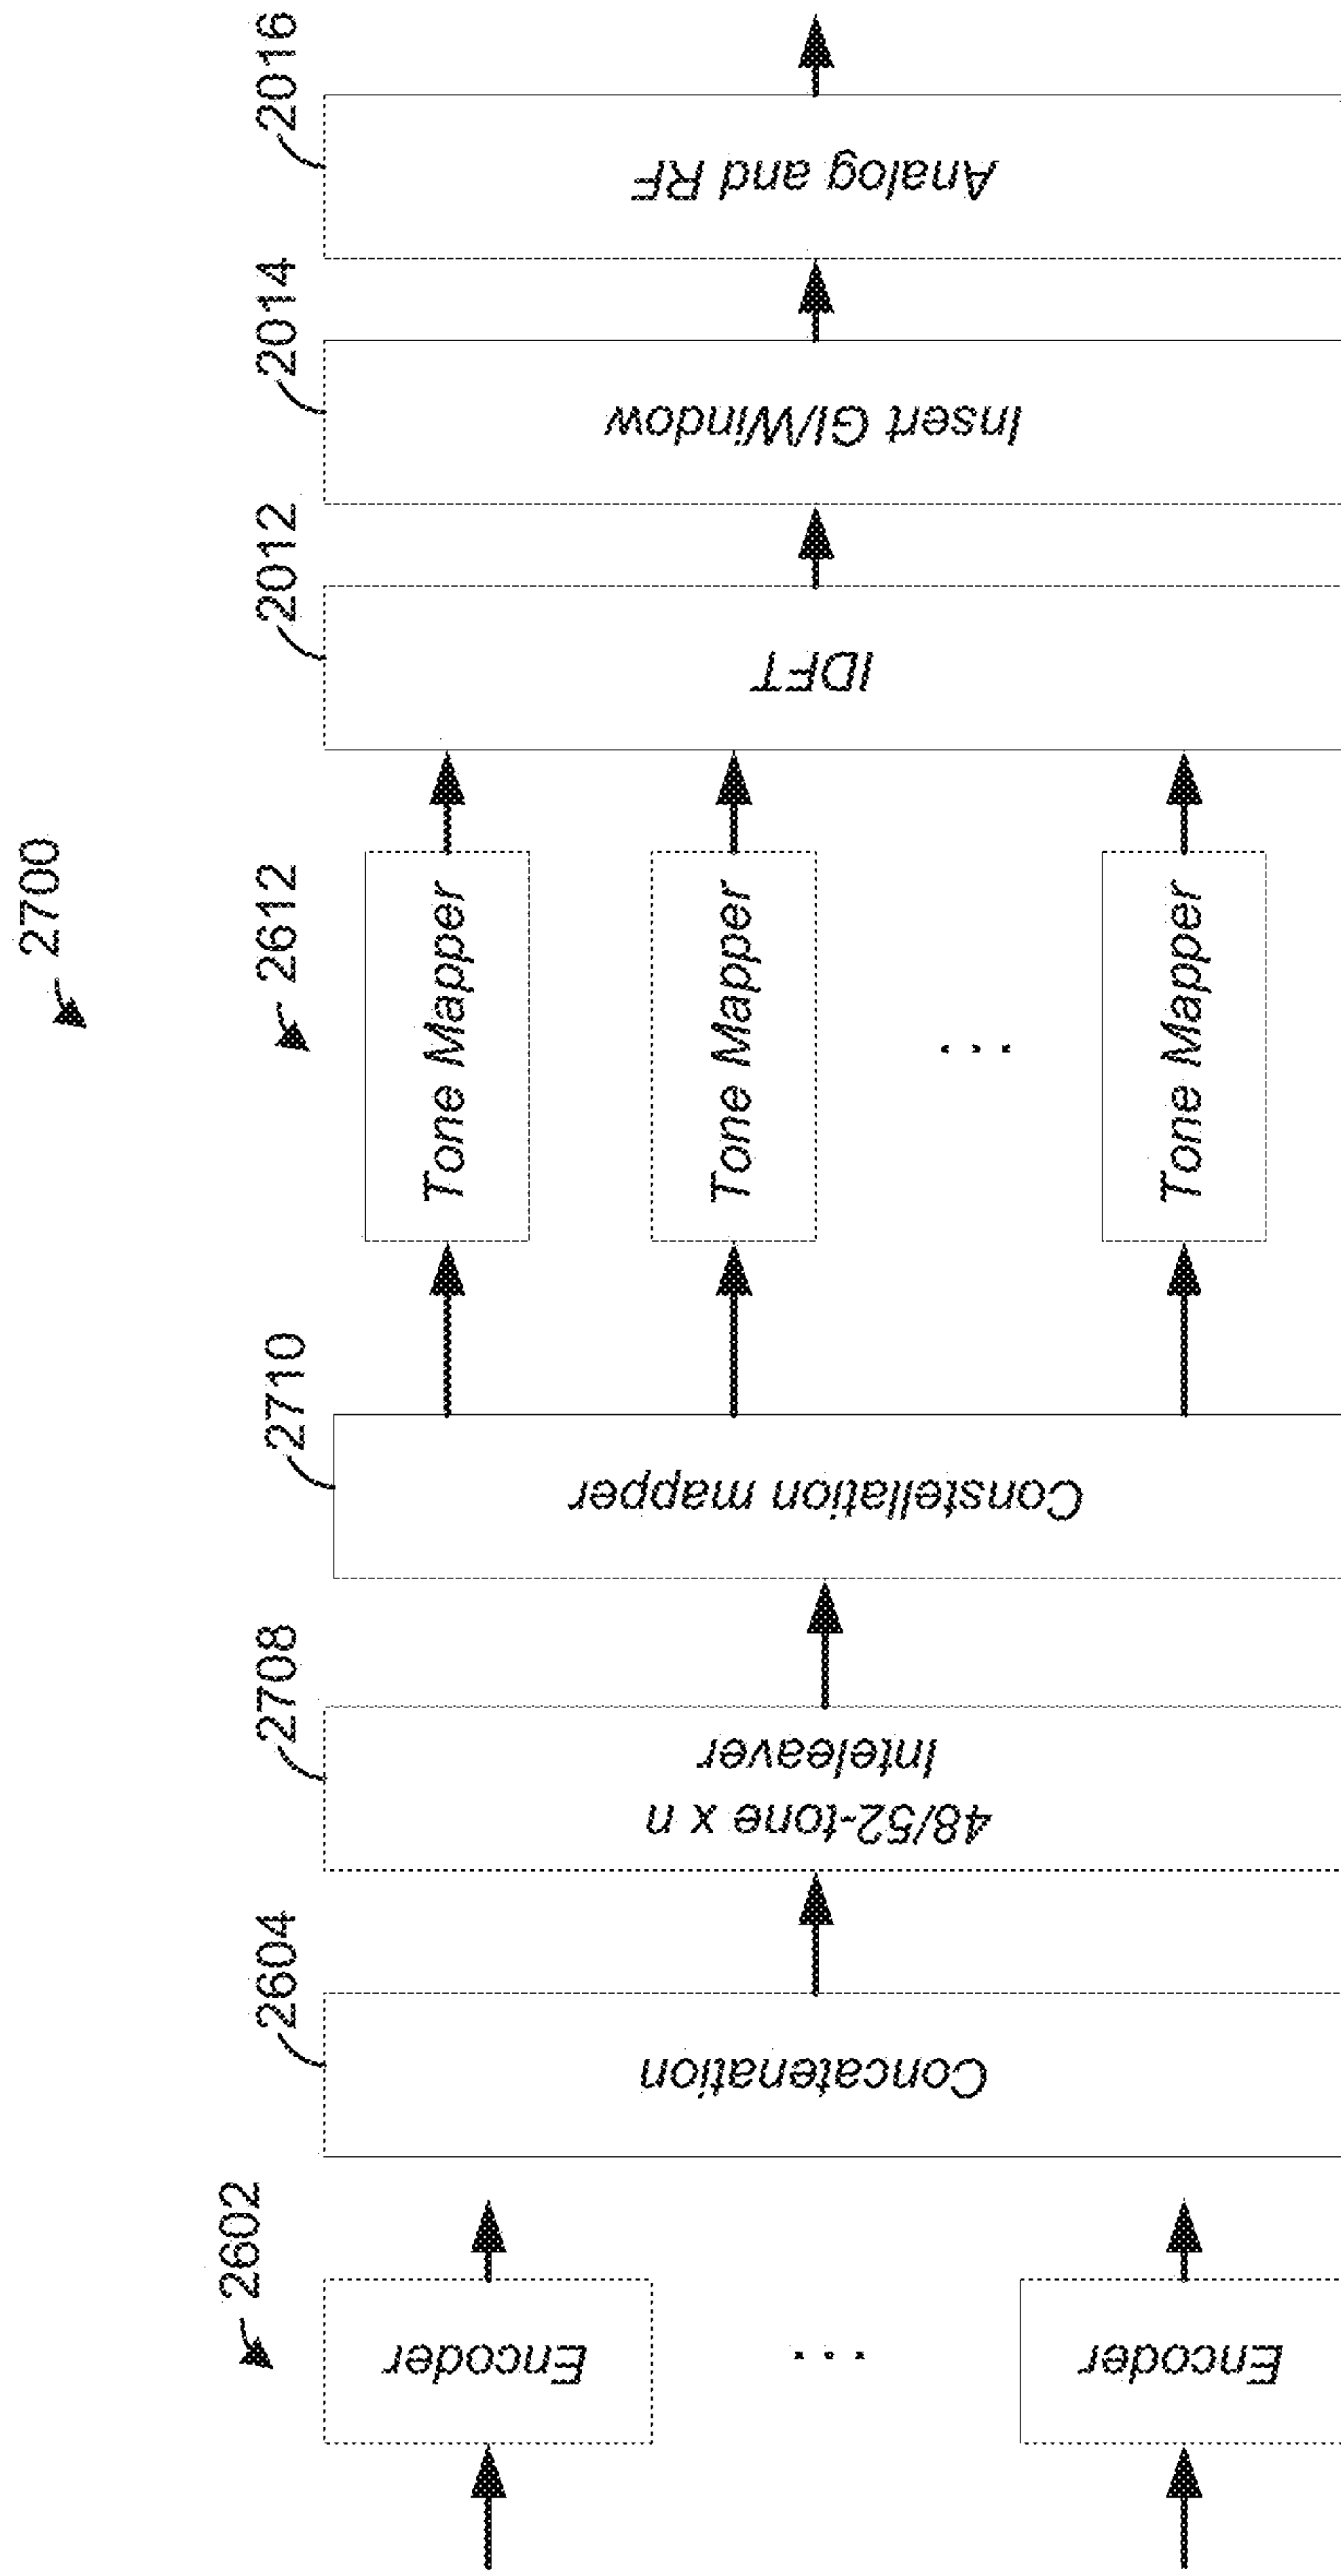 2700
2602
Encoder
Encoder
2604
Concatenation
2708
48/52-tone x n
Inteleaver
2710
Constellation mapper
2612
Tone Mapper
Tone Mapper
...
Tone Mapper
2012
IDFT
2014
Insert GI/Window
2016
Analog and RF